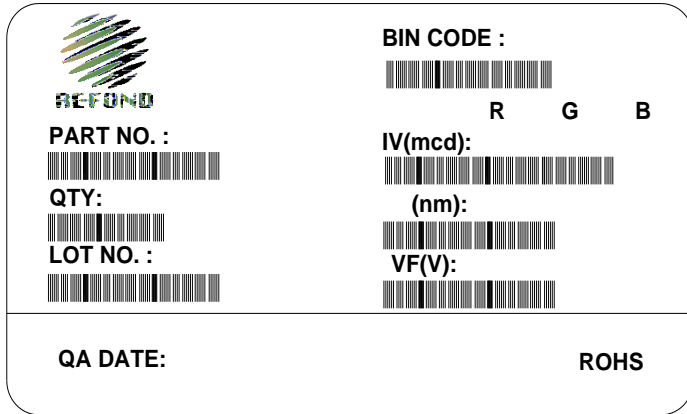 REFOND
PART NO. :
QTY:
LOT NO. :
BIN CODE :
R G B
IV(mcd):
(nm):
VF(V):
QA DATE:
ROHS